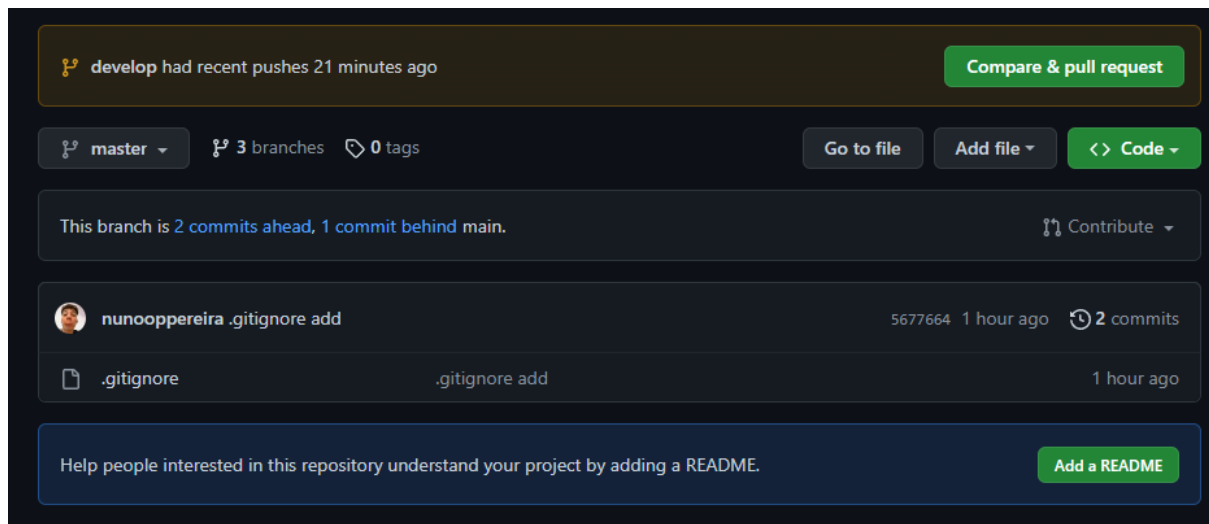 develop had recent pushes 21 minutes ago
Compare & pull request
master
3 branches
0 tags
Go to file
Add file
<> Code
This branch is 2 commits ahead, 1 commit behind main.
Contribute
nunooppereira .gitignore add
5677664 1 hour ago
2 commits
.gitignore
.gitignore add
1 hour ago
Help people interested in this repository understand your project by adding a README.
Add a README